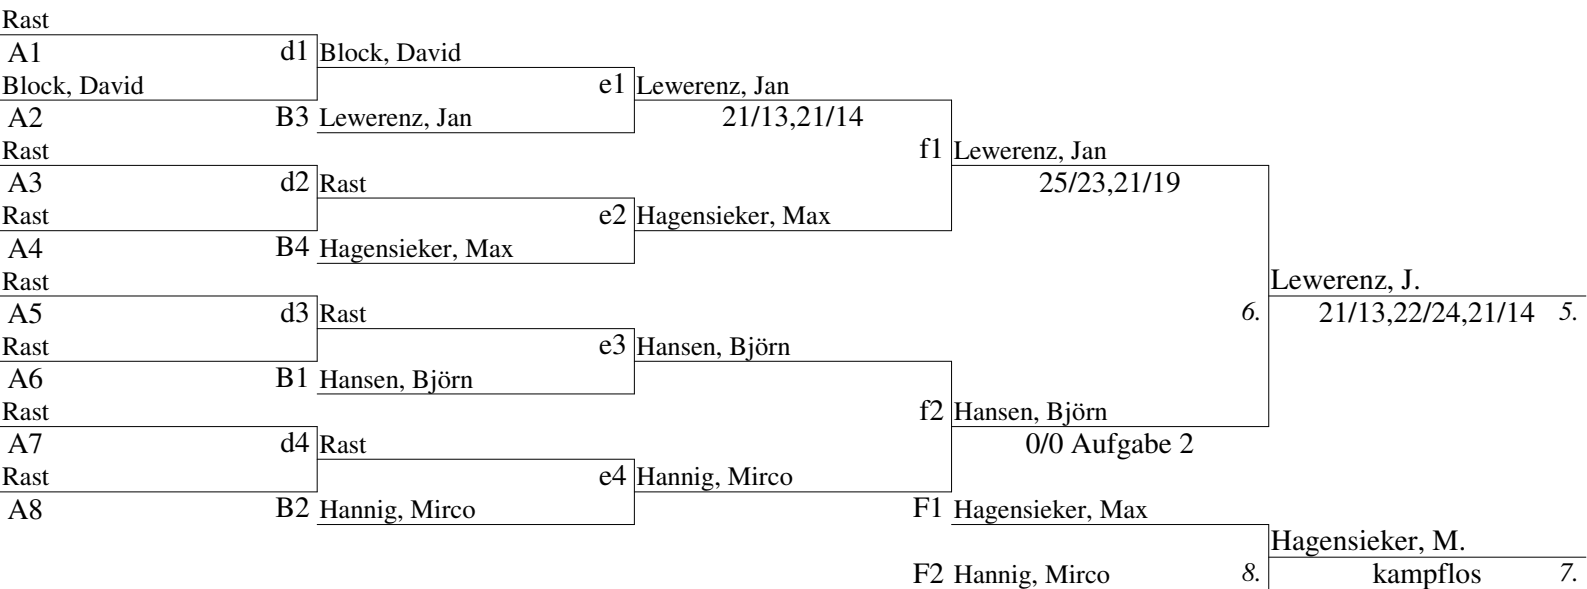 Rast
A1 d1 Block, David
Block, David e1 Lewerenz, Jan
A2 B3 Lewerenz, Jan 21/13,21/14
Rast f1 Lewerenz, Jan
A3 d2 Rast 25/23,21/19
Rast e2 Hagensieker, Max
A4 B4 Hagensieker, Max
Rast Lewerenz, J.
A5 d3 Rast 6. 21/13,22/24,21/14 5.
Rast e3 Hansen, Björn
A6 B1 Hansen, Björn
Rast f2 Hansen, Björn
A7 d4 Rast 0/0 Aufgabe 2
Rast e4 Hannig, Mirco
A8 B2 Hannig, Mirco F1 Hagensieker, Max
Hagensieker, M.
F2 Hannig, Mirco 8. kampflos 7.